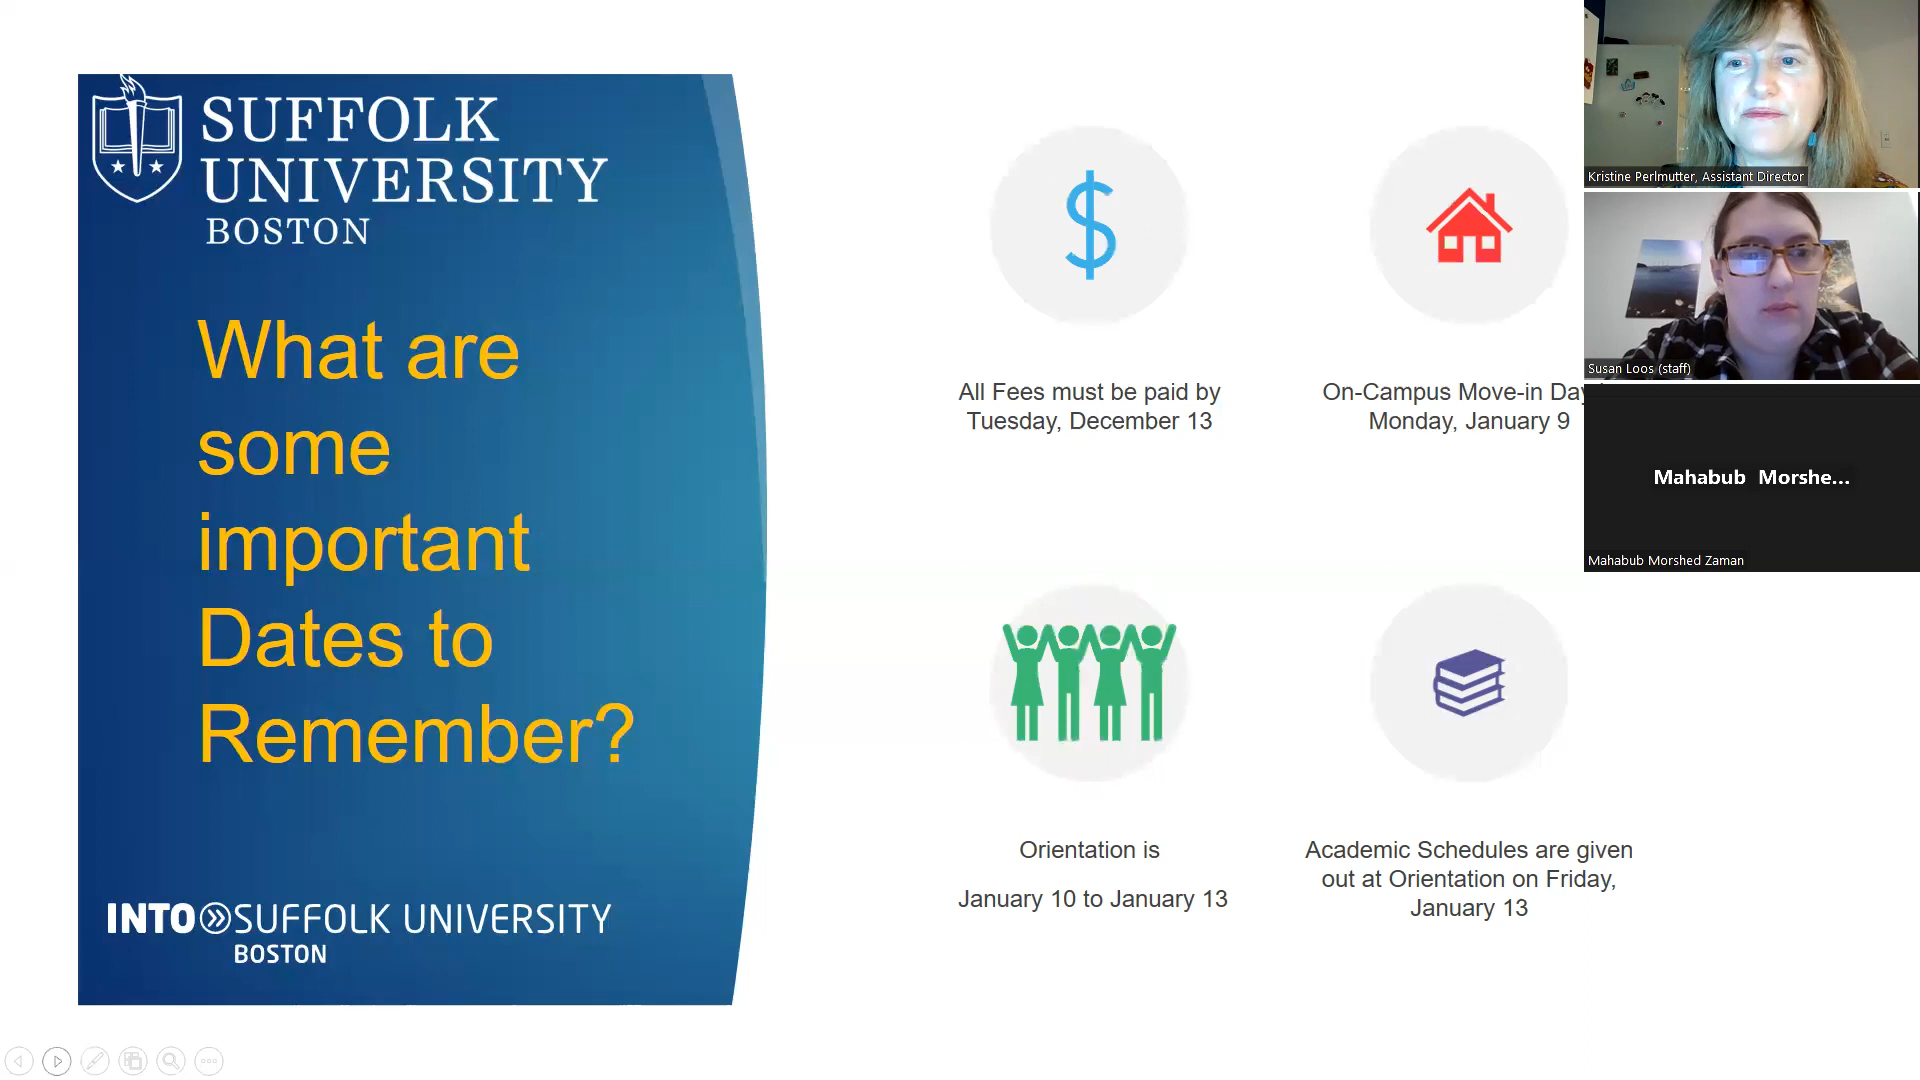 SUFFOLK
UNIVERSITY
BOSTON
What are
some
important
Dates to
Remember?
INTO SUFFOLK UNIVERSITY
BOSTON
All Fees must be paid by
Tuesday, December 13
On-Campus Move-in Day
Monday, January 9
Orientation is
January 10 to January 13
Academic Schedules are given
out at Orientation on Friday,
January 13
Kristine Perlmutter, Assistant Director
Susan Loos (staff)
Mahabub Morshe...
Mahabub Morshed Zaman